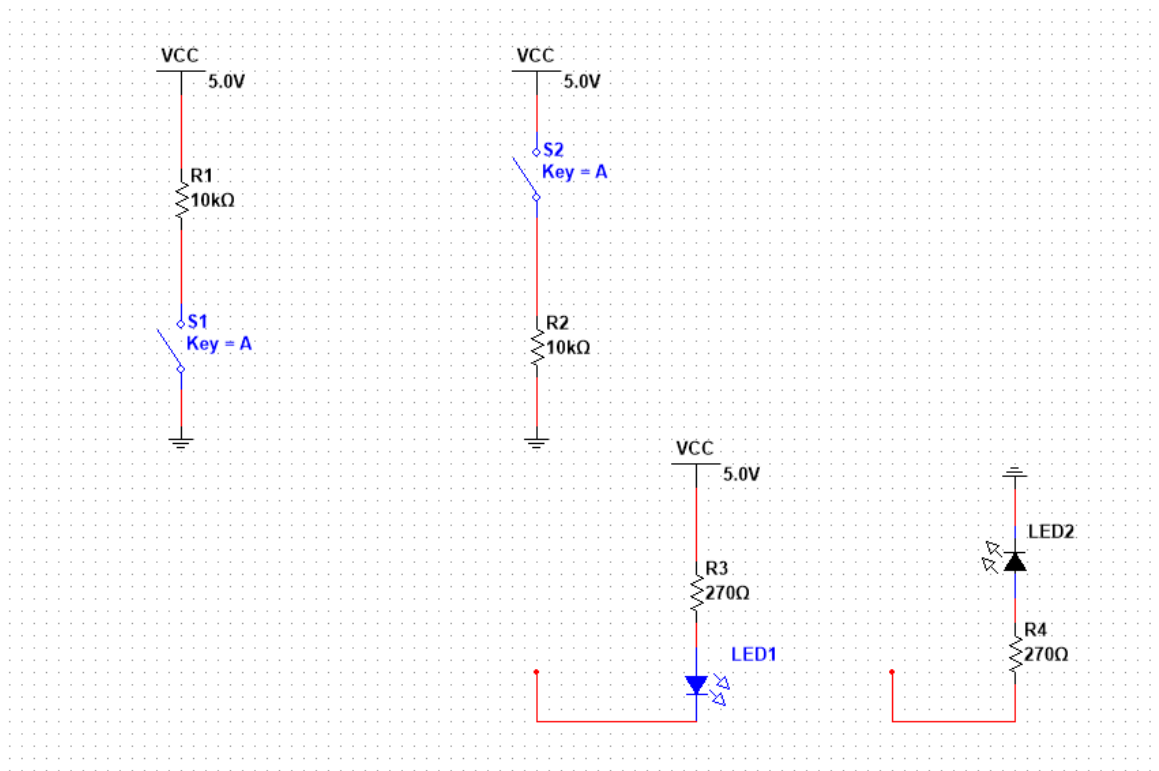 VCC
5.0V
VCC
5.0V
S2
Key = A
R1
10kΩ
S1
Key = A
R2
10kΩ
VCC
5.0V
LED2
R3
270Ω
R4
270Ω
LED1